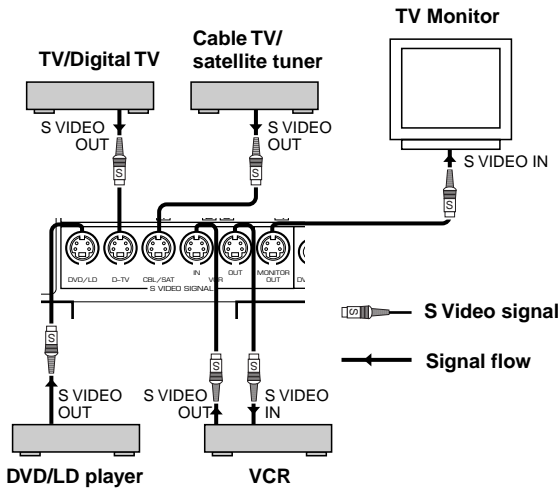 TV Monitor
Cable TV/
satellite tuner
TV/Digital TV
S VIDEO
OUT
S VIDEO
OUT
S VIDEO IN
S
S
S
DVD/LD
D–TV
CBL/SAT
IN
VCR
OUT
MONITOR
OUT
DV
S VIDEO SIGNAL
S
S Video signal
Signal flow
S
S
S
S VIDEO
OUT
S VIDEO
OUT
S VIDEO
IN
DVD/LD player
VCR